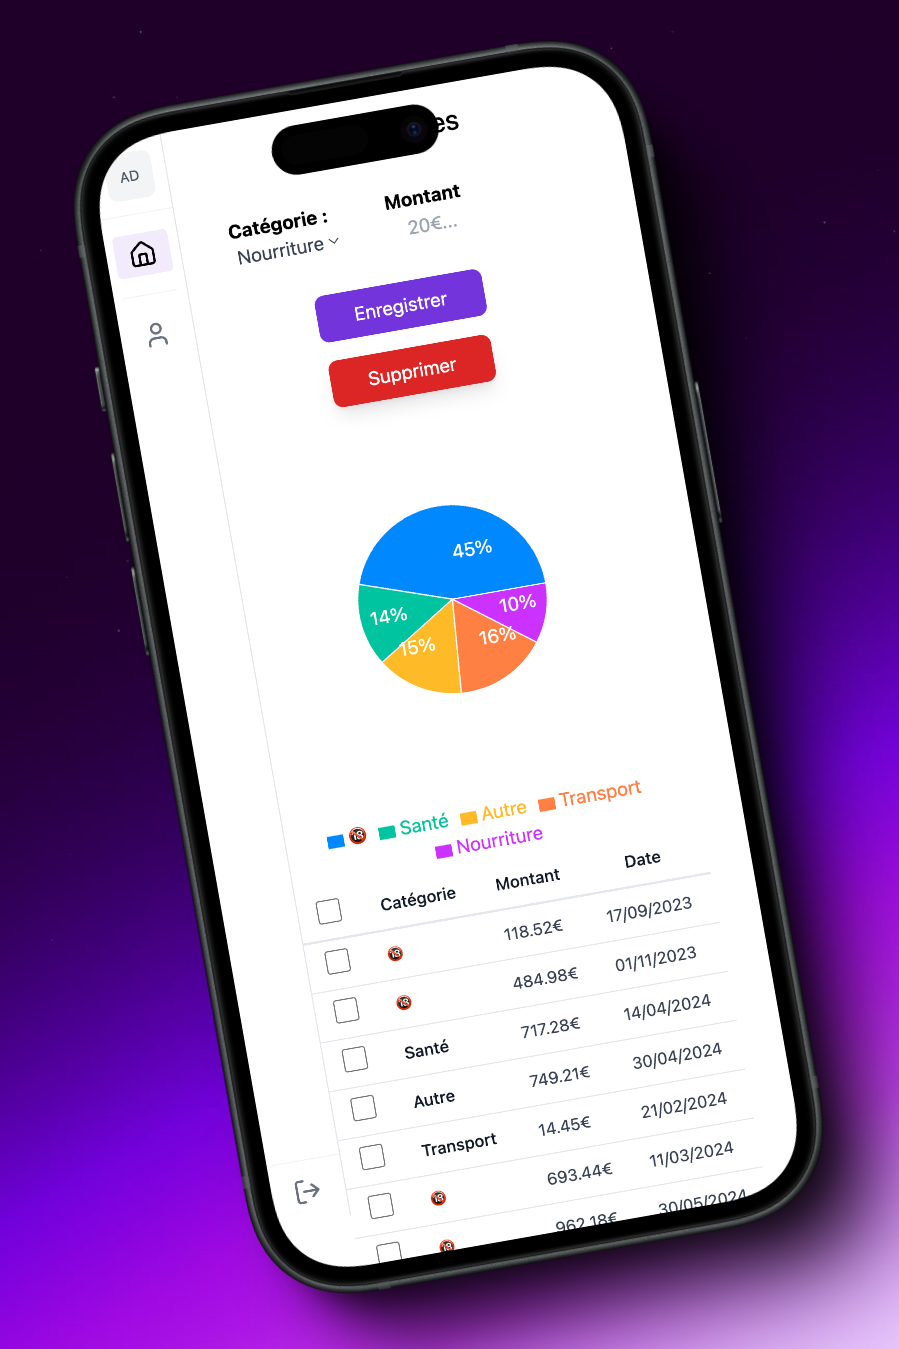 es
AD
Catégorie :
Montant
Nourriture
20€...
Enregistrer
Supprimer
45%
10%
14%
15%
16%
🔞 Santé Autre Transport
Nourriture
Catégorie Montant Date
🔞 118.52€ 17/09/2023
🔞 484.98€ 01/11/2023
Santé 717.28€ 14/04/2024
Autre 749.21€ 30/04/2024
Transport 14.45€ 21/02/2024
🔞 693.44€ 11/03/2024
🔞 962.18€ 30/05/2024